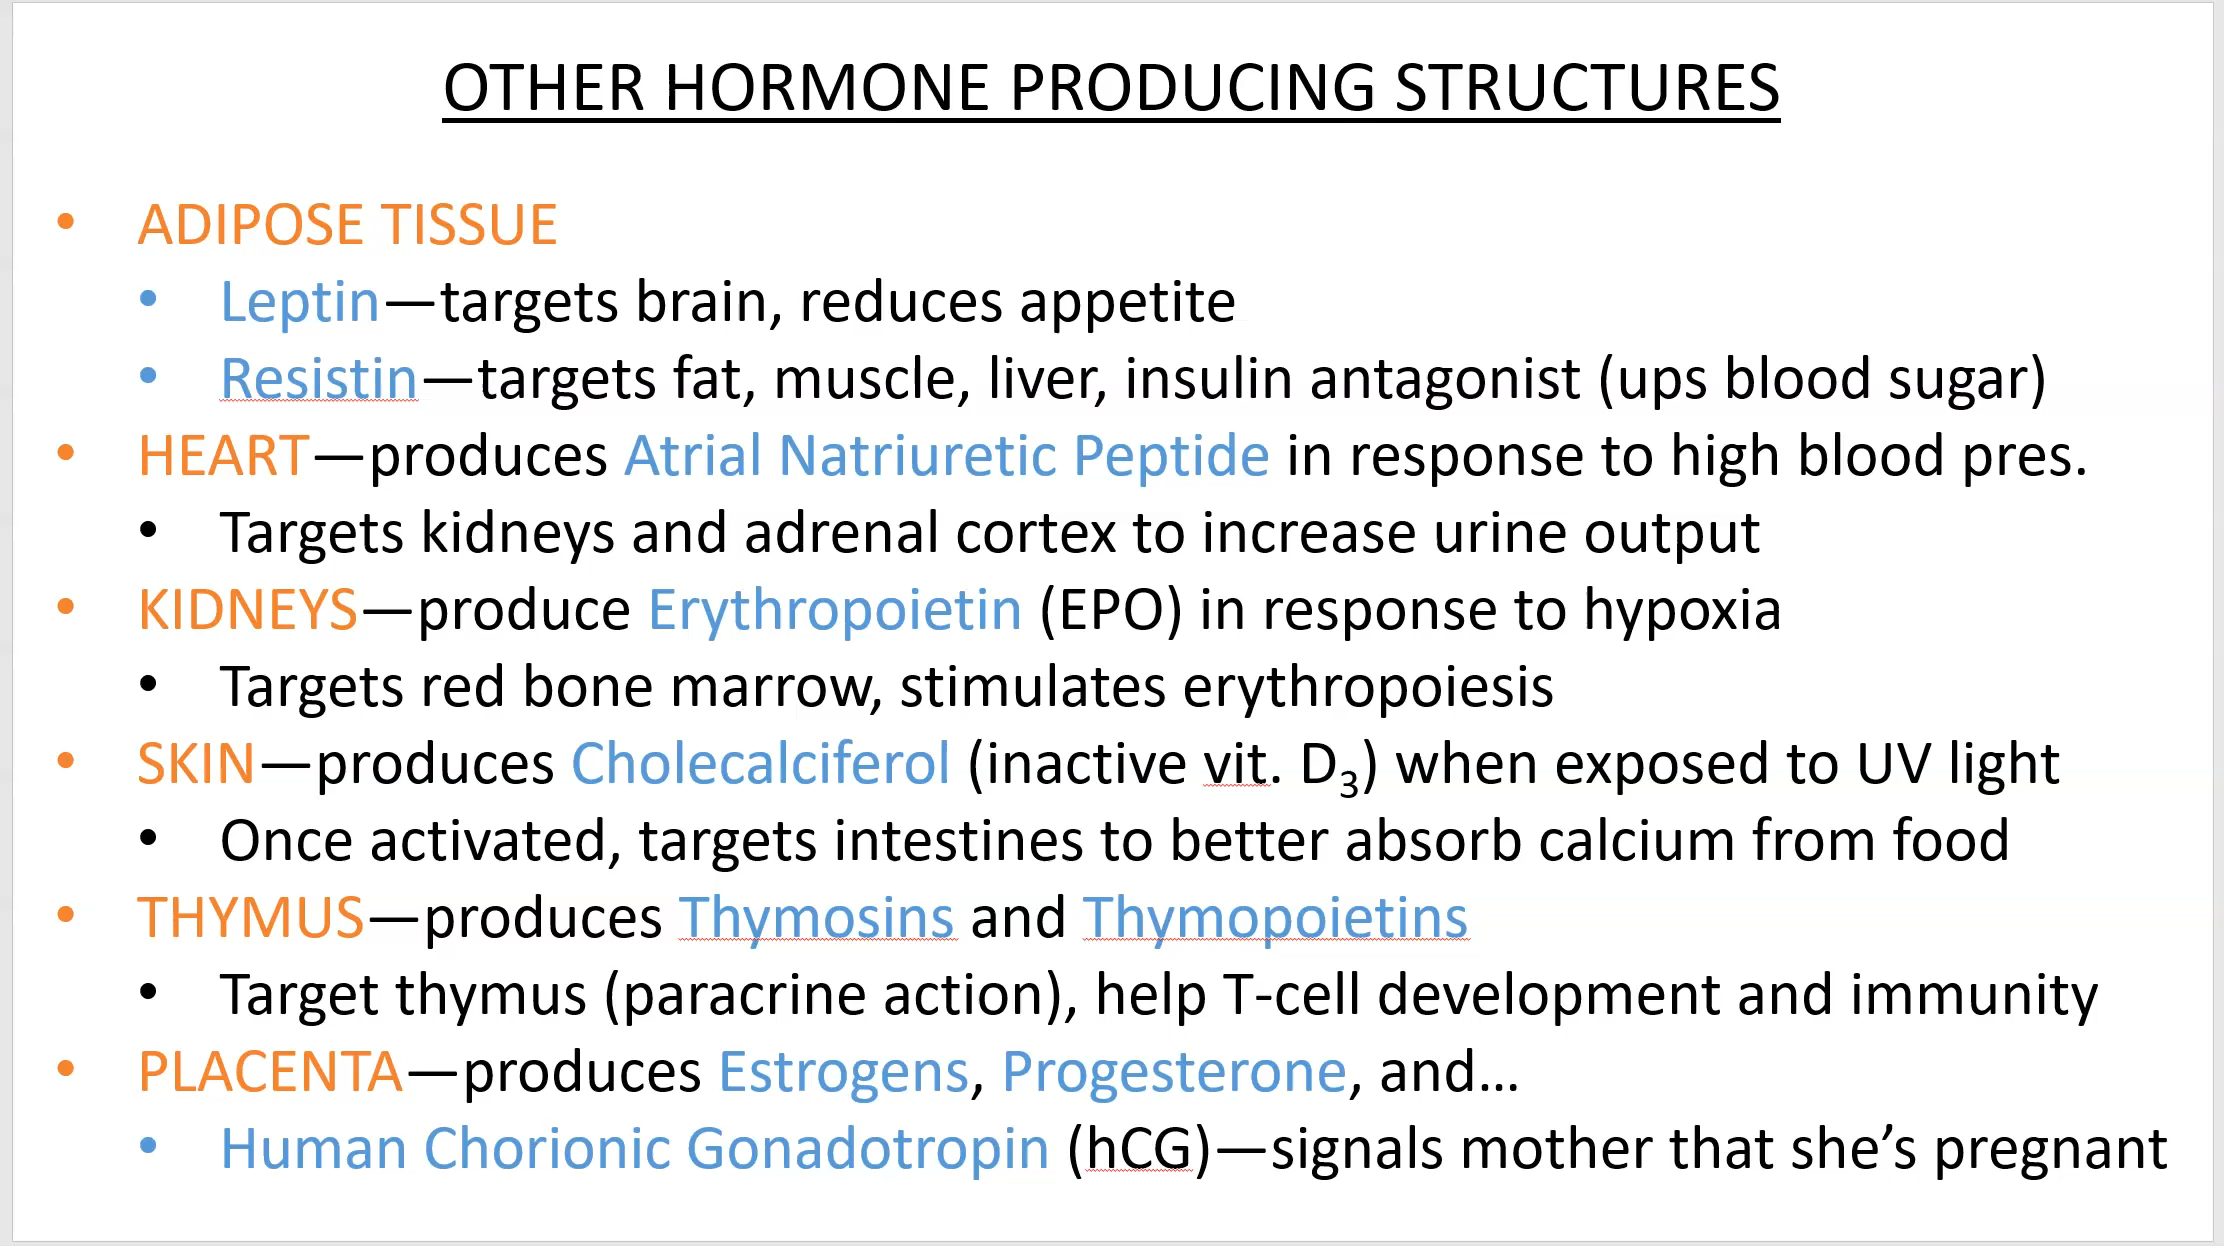 OTHER HORMONE PRODUCING STRUCTURES
• ADIPOSE TISSUE
• Leptin—targets brain, reduces appetite
• Resistin—targets fat, muscle, liver, insulin antagonist (ups blood sugar)
• HEART—produces Atrial Natriuretic Peptide in response to high blood pres.
• Targets kidneys and adrenal cortex to increase urine output
• KIDNEYS—produce Erythropoietin (EPO) in response to hypoxia
• Targets red bone marrow, stimulates erythropoiesis
• SKIN—produces Cholecalciferol (inactive vit. D₃) when exposed to UV light
• Once activated, targets intestines to better absorb calcium from food
• THYMUS—produces Thymosins and Thymopoietins
• Target thymus (paracrine action), help T-cell development and immunity
• PLACENTA—produces Estrogens, Progesterone, and…
• Human Chorionic Gonadotropin (hCG)—signals mother that she’s pregnant